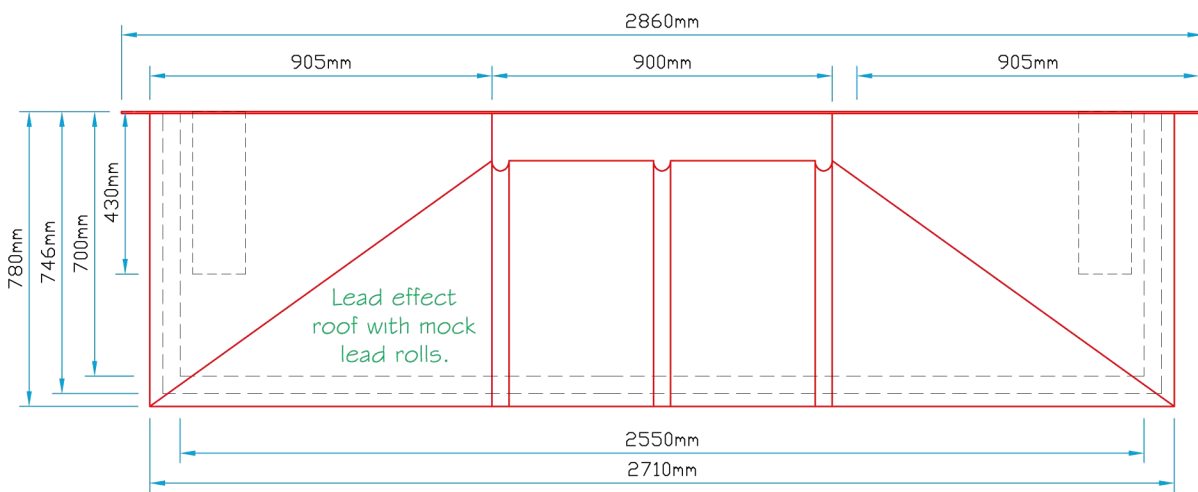 2860mm
905mm
900mm
905mm
780mm
746mm
700mm
430mm
Lead effect
roof with mock
lead rolls.
2550mm
2710mm